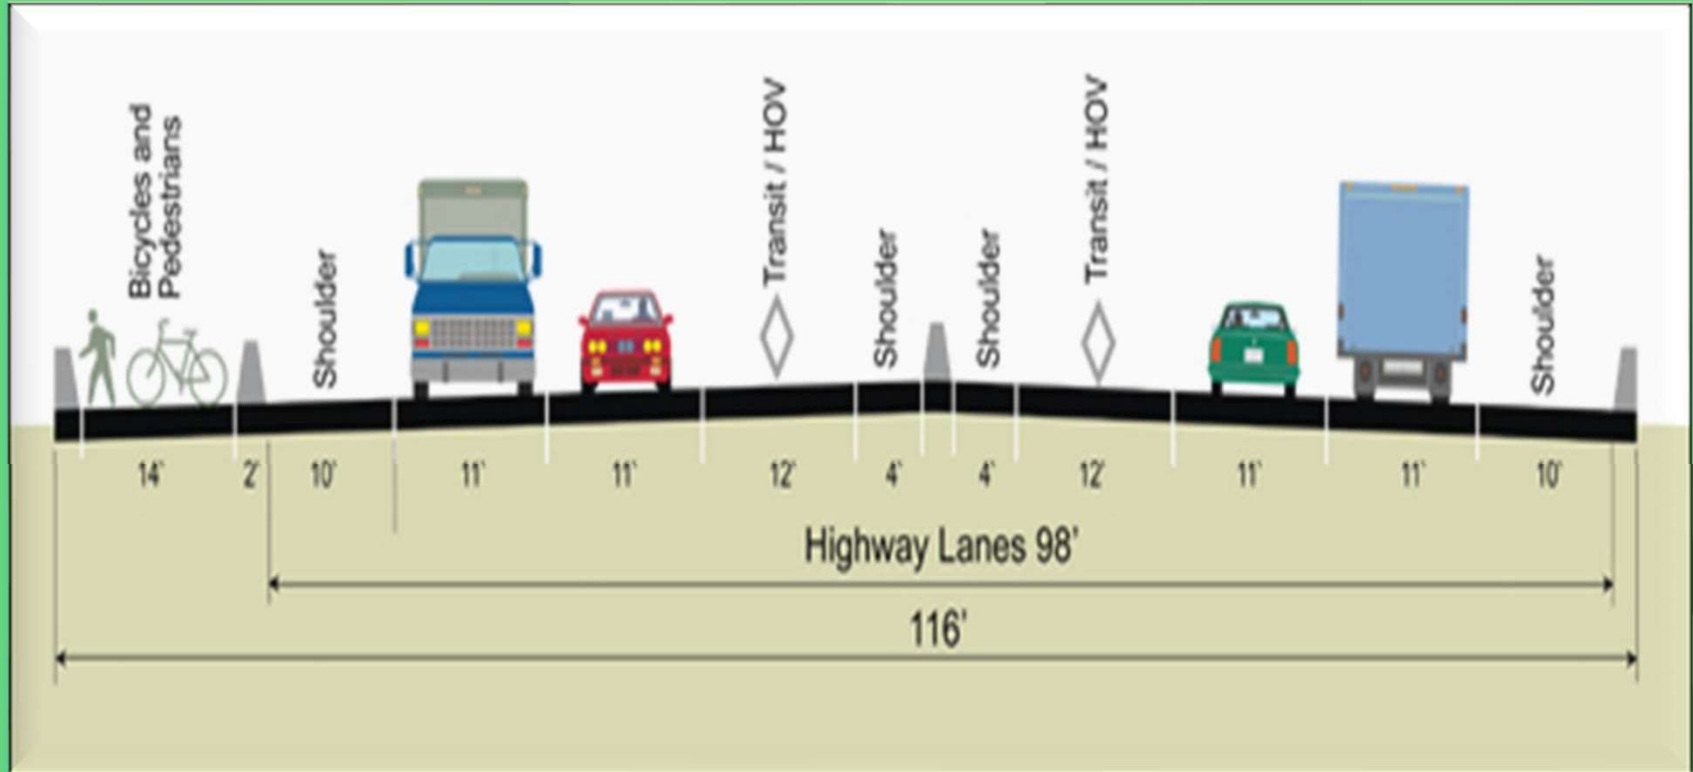 Bicycles and
Pedestrians
Shoulder
Transit / HOV
Shoulder
Shoulder
Transit / HOV
Shoulder
14`
2'
10`
11`
11`
12`
4`
4`
12`
11`
11`
10`
Highway Lanes 98'
116'